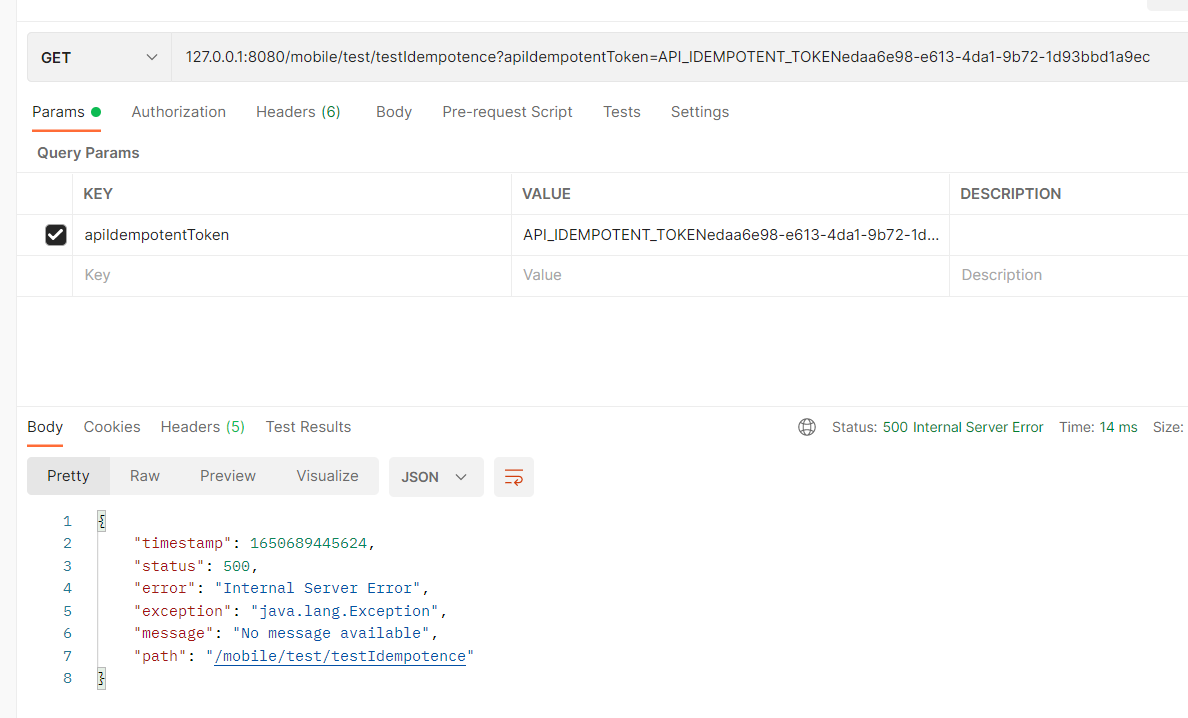 GET 127.0.0.1:8080/mobile/test/testIdempotence?apiIdempotentToken=API_IDEMPOTENT_TOKENedaa6e98-e613-4da1-9b72-1d93bbd1a9ec
Params Authorization Headers (6) Body Pre-request Script Tests Settings
Query Params
KEY VALUE DESCRIPTION
apiIdempotentToken API_IDEMPOTENT_TOKENedaa6e98-e613-4da1-9b72-1d...
Key Value Description
Body Cookies Headers (5) Test Results Status: 500 Internal Server Error Time: 14 ms Size:
Pretty Raw Preview Visualize JSON
1 {
2 "timestamp": 1650689445624,
3 "status": 500,
4 "error": "Internal Server Error",
5 "exception": "java.lang.Exception",
6 "message": "No message available",
7 "path": "/mobile/test/testIdempotence"
8 }